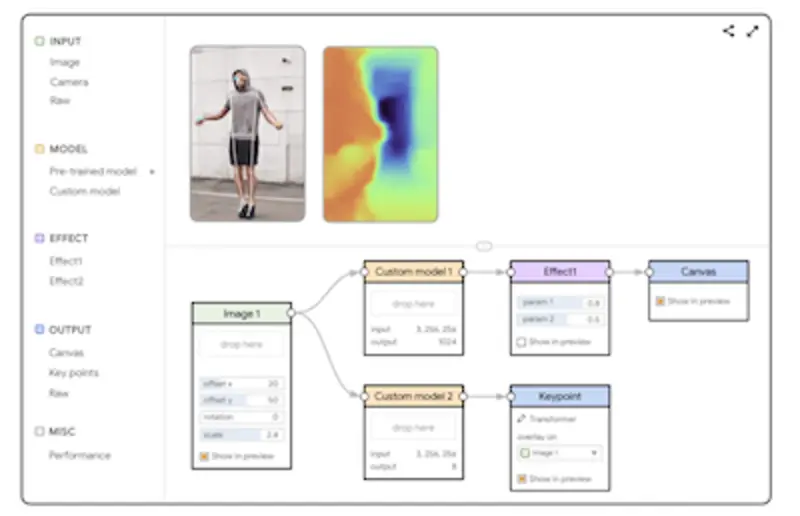 INPUT
Image
Camera
Raw
MODEL
Pre-trained model
Custom model
EFFECT
Effect1
Effect2
OUTPUT
Canvas
Key points
Raw
MISC
Performance
Image 1
drop here
offset x 20
offset y 50
rotation 0
scale 2.8
Show in preview
Custom model 1
drop here
input 3, 256, 256
output 1024
Effect1
param 1 0.8
param 2 0.5
Show in preview
Canvas
Show in preview
Custom model 2
drop here
input 3, 256, 256
output 8
Keypoint
Transformer
overlay on
Image 1
Show in preview